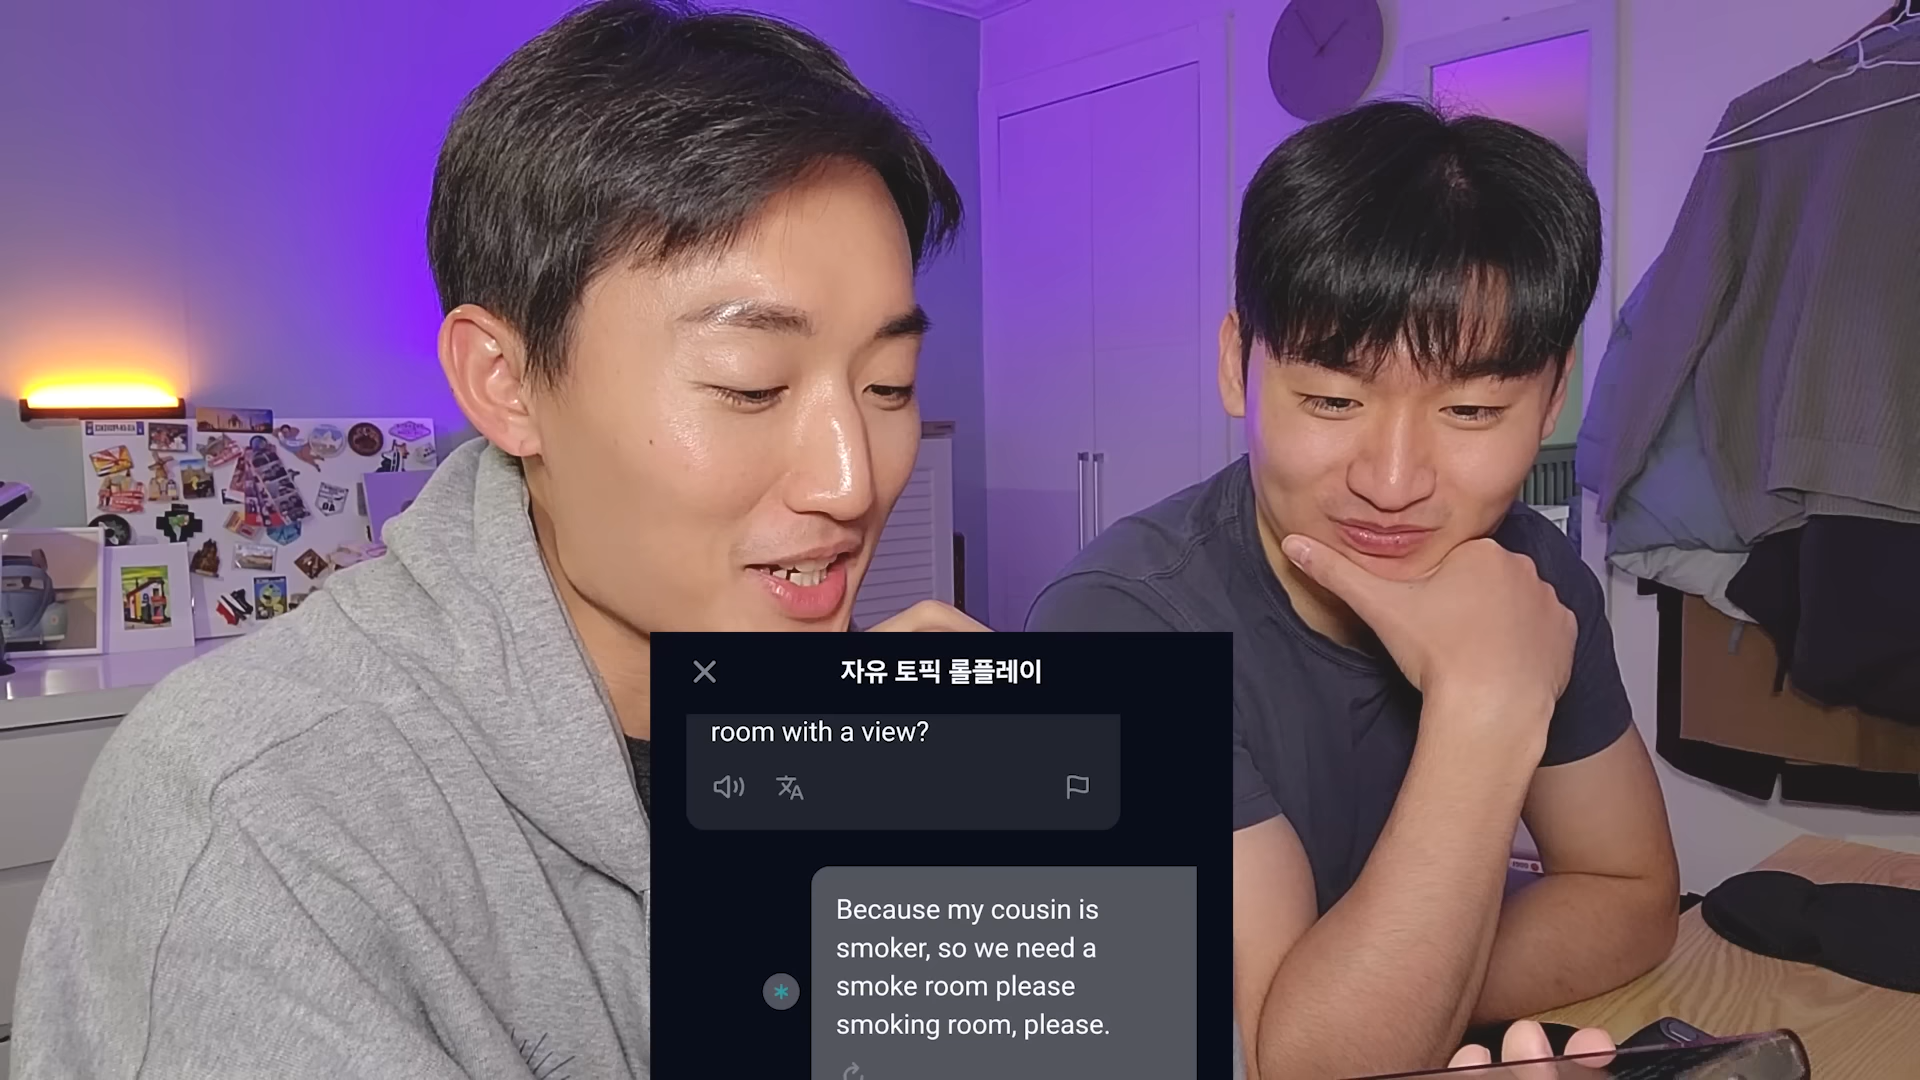 자유 토픽 롤플레이
room with a view?
Because my cousin is
smoker, so we need a
smoke room please
smoking room, please.